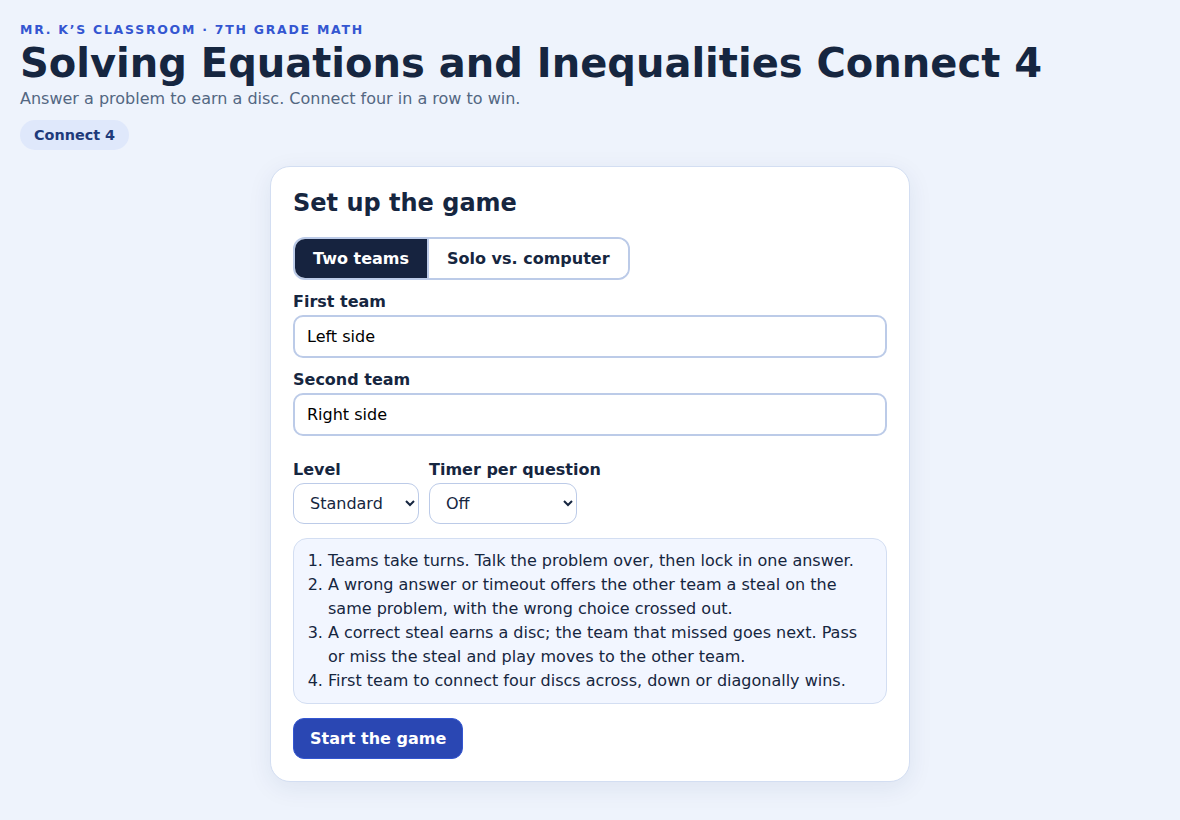 MR. K’S CLASSROOM · 7TH GRADE MATH
Solving Equations and Inequalities Connect 4
Answer a problem to earn a disc. Connect four in a row to win.
Connect 4
Set up the game
Two teams
Solo vs. computer
First team
Left side
Second team
Right side
Level
Timer per question
Standard
Off
1. Teams take turns. Talk the problem over, then lock in one answer.
2. A wrong answer or timeout offers the other team a steal on the
same problem, with the wrong choice crossed out.
3. A correct steal earns a disc; the team that missed goes next. Pass
or miss the steal and play moves to the other team.
4. First team to connect four discs across, down or diagonally wins.
Start the game